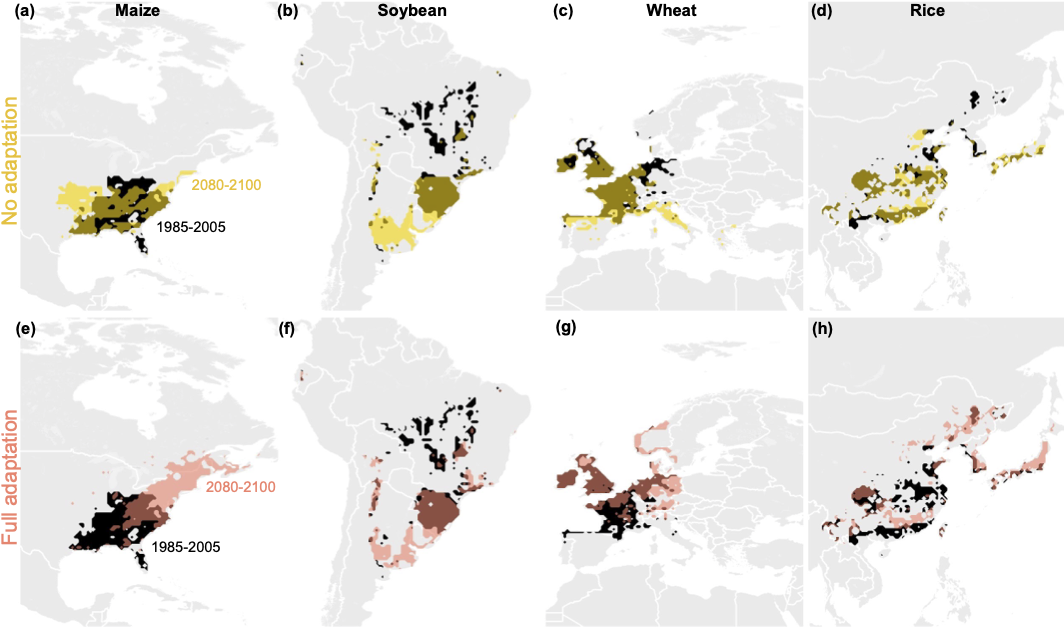 (a) Maize (b) Soybean (c) Wheat (d) Rice
No adaptation
2080-2100
1985-2005
(e) (f) (g) (h)
Full adaptation
2080-2100
1985-2005